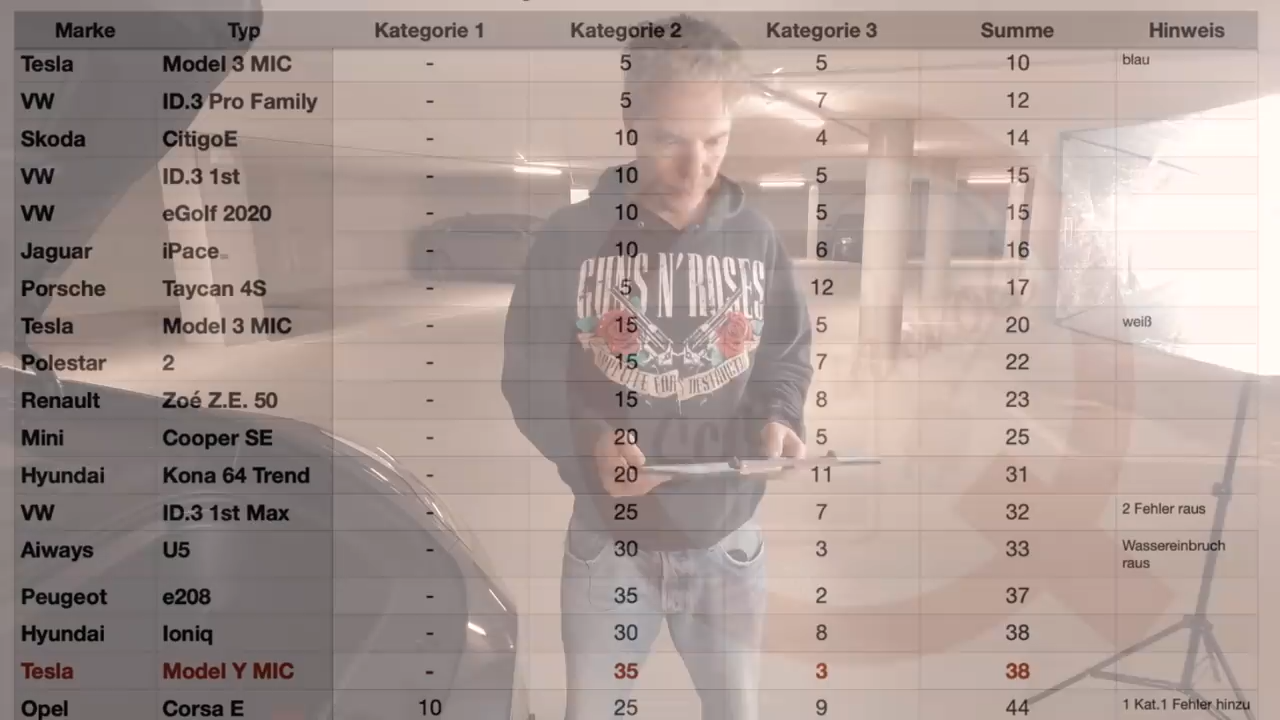 Marke Typ Kategorie 1 Kategorie 2 Kategorie 3 Summe Hinweis
Tesla Model 3 MIC - 5 5 10 blau
VW ID.3 Pro Family - 5 7 12
Skoda CitigoE - 10 4 14
VW ID.3 1st - 10 5 15
VW eGolf 2020 - 10 5 15
Jaguar iPace - 10 6 16
Porsche Taycan 4S - 5 12 17
Tesla Model 3 MIC - 15 5 20 weiß
Polestar 2 - 15 7 22
Renault Zoé Z.E. 50 - 15 8 23
Mini Cooper SE - 20 5 25
Hyundai Kona 64 Trend - 20 11 31
VW ID.3 1st Max - 25 7 32 2 Fehler raus
Aiways U5 - 30 3 33 Wassereinbruch
raus
Peugeot e208 - 35 2 37
Hyundai Ioniq - 30 8 38
Tesla Model Y MIC - 35 3 38
Opel Corsa E 10 25 9 44 1 Kat.1 Fehler hinzu
GUNS N' ROSES